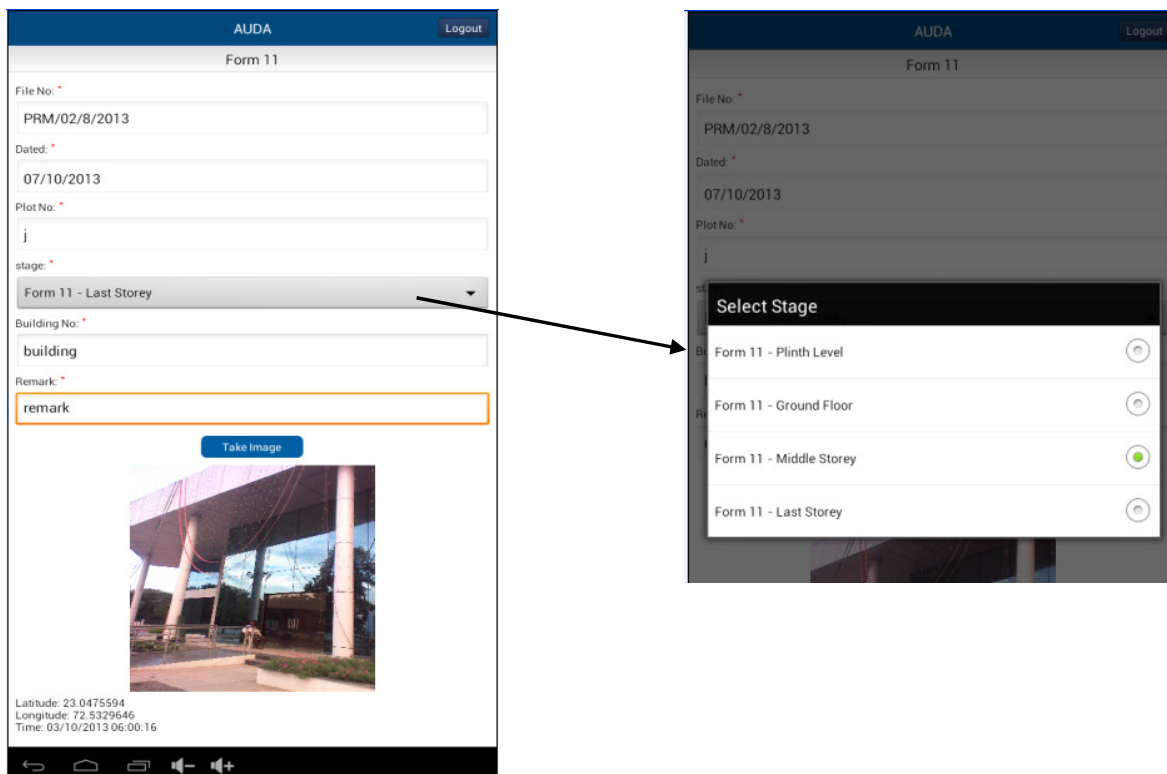 AUDA
Logout
Form 11
File No: *
PRM/02/8/2013
Dated: *
07/10/2013
Plot No: *
j
stage: *
Form 11 - Last Storey
Building No: *
building
Remark: *
remark
Take Image
Latitude: 23.0475594
Longitude: 72.5329646
Time: 03/10/2013 06:00:16
AUDA
Logout
Form 11
File No: *
PRM/02/8/2013
Dated: *
07/10/2013
Plot No: *
j
Select Stage
Form 11 - Plinth Level
Form 11 - Ground Floor
Form 11 - Middle Storey
Form 11 - Last Storey